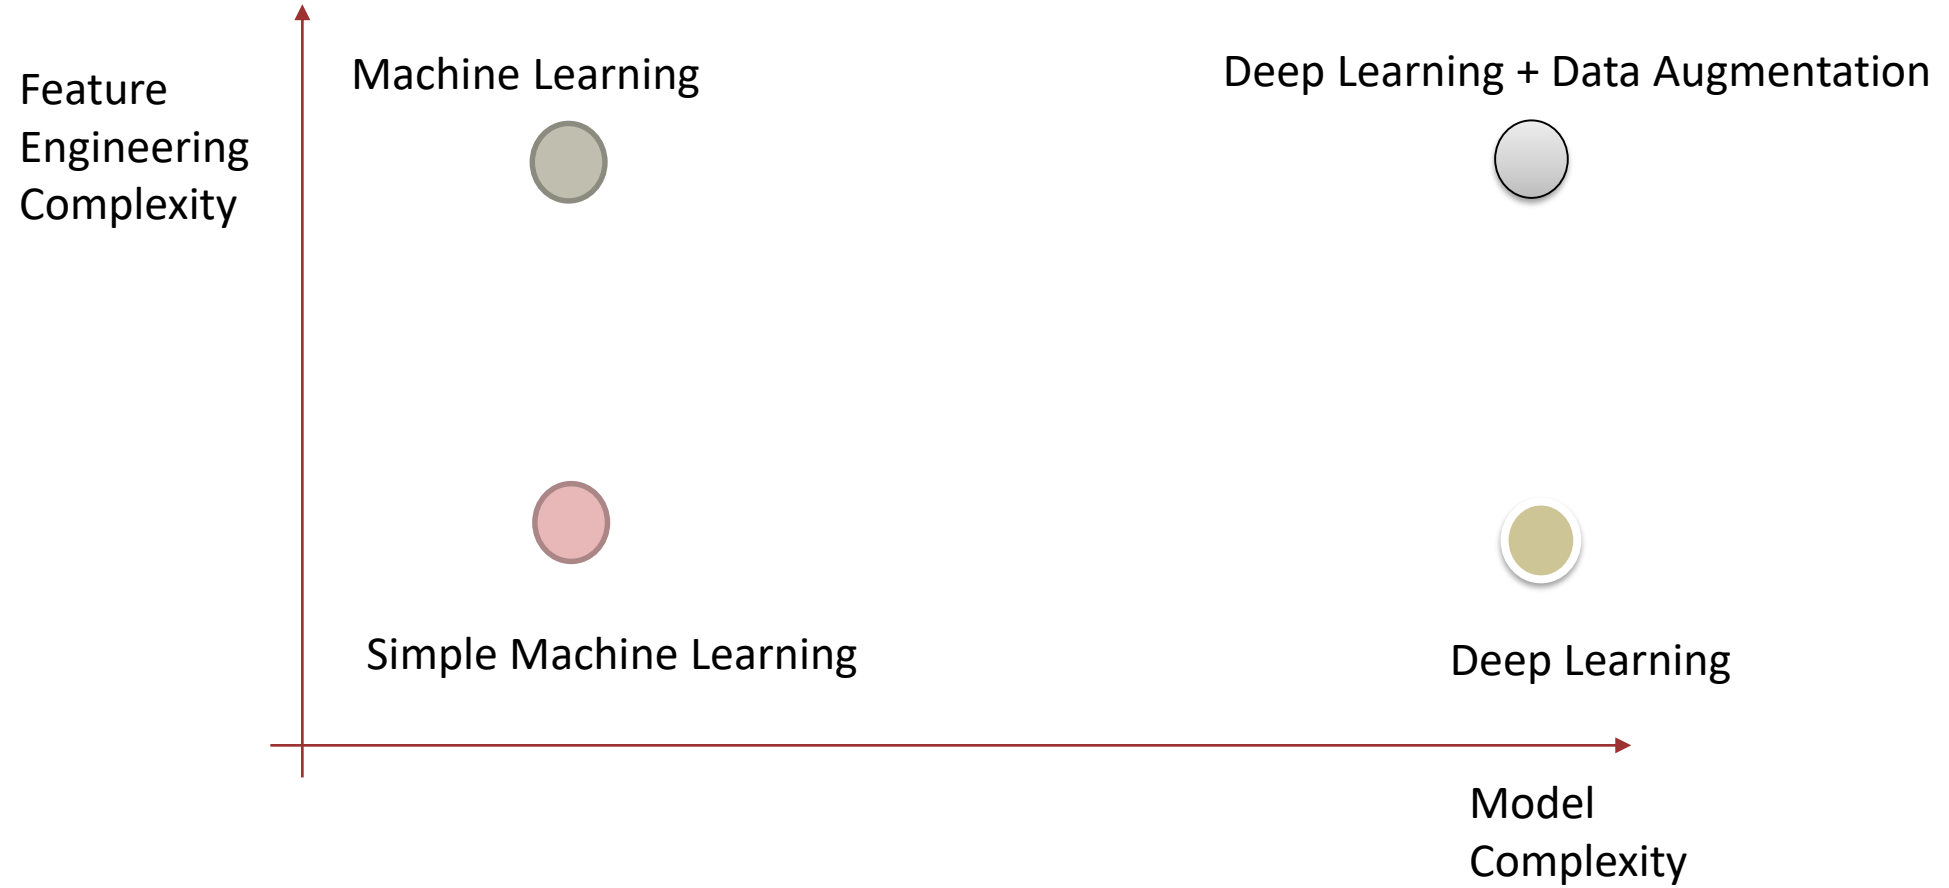 Feature
Engineering
Complexity
Machine Learning
Deep Learning + Data Augmentation
Simple Machine Learning
Deep Learning
Model
Complexity